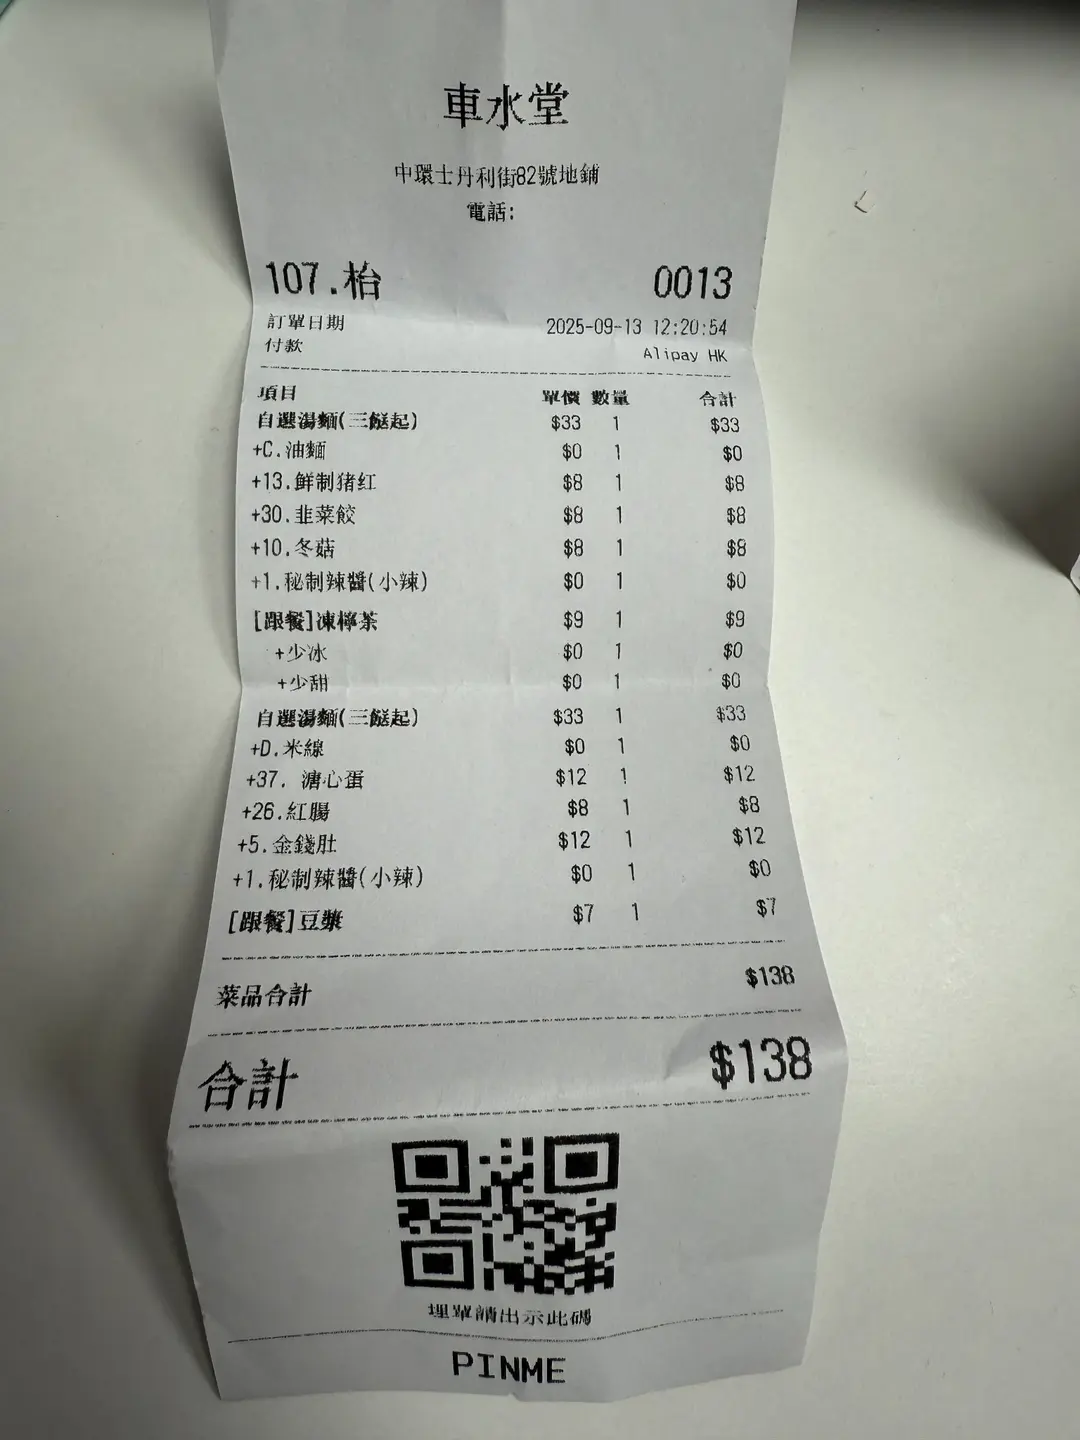 車水堂
中環士丹利街82號地鋪
電話:
107.枱 0013
訂單日期 2025-09-13 12:20:54
付款 Alipay HK
項目 單價 數量 合計
自選湯麵(三餸起) $33 1 $33
+C.油麵 $0 1 $0
+13.鮮制猪红 $8 1 $8
+30.韭菜餃 $8 1 $8
+10.冬菇 $8 1 $8
+1.秘制辣醬(小辣) $0 1 $0
[跟餐]凍檸茶 $9 1 $9
+少冰 $0 1 $0
+少甜 $0 1 $0
自選湯麵(三餸起) $33 1 $33
+D.米線 $0 1 $0
+37. 溏心蛋 $12 1 $12
+26.紅腸 $8 1 $8
+5.金錢肚 $12 1 $12
+1.秘制辣醬(小辣) $0 1 $0
[跟餐]豆漿 $7 1 $7
菜品合計 $138
合計 $138
埋單請出示此碼
PINME